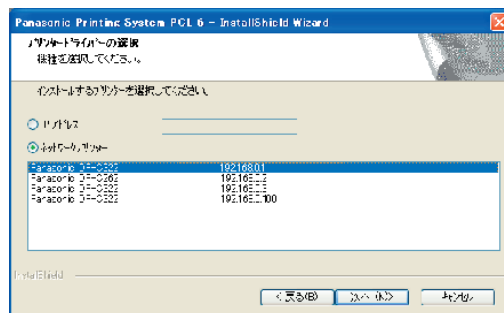 Panasonic Printing System PCL 6 - InstallShield Wizard
プリンタードライバーの選択
機種を選択してください。
インストールするプリンターを選択してください。
IPアドレス
ネットワークプリンター
Panasonic DP-C322 192.168.0.1
Panasonic DP-C262 192.168.0.2
Panasonic DP-C322 192.168.0.3
Panasonic DP-C322 192.168.0.100
InstallShield
< 戻る(B) 次へ(N)> キャンセル